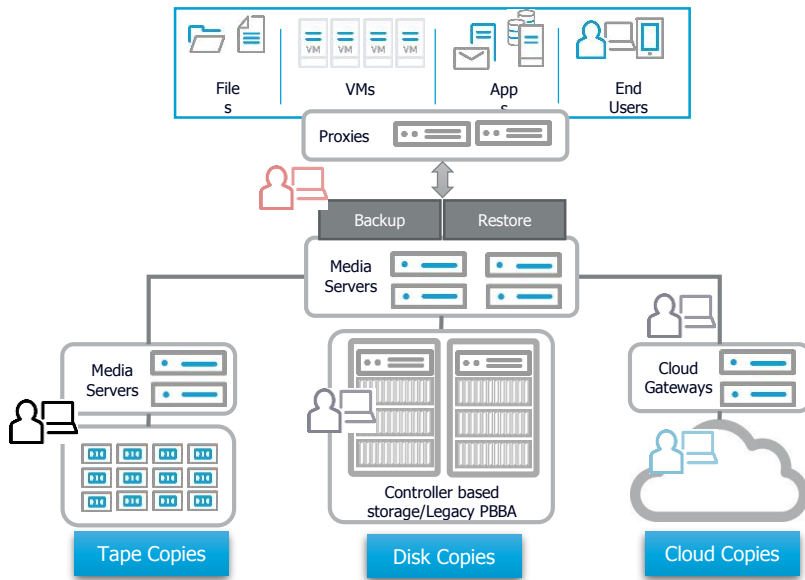 VM VM VM VM
File
s
VMs
App
s
End
Users
Proxies
Backup
Restore
Media
Servers
Media
Servers
Cloud
Gateways
Controller based
storage/Legacy PBBA
Tape Copies
Disk Copies
Cloud Copies